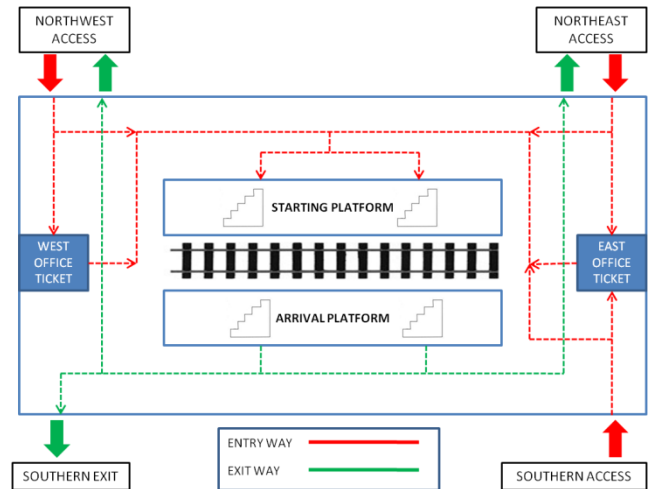 NORTHWEST
ACCESS
NORTHEAST
ACCESS
STARTING PLATFORM
WEST
OFFICE
TICKET
EAST
OFFICE
TICKET
ARRIVAL PLATFORM
ENTRY WAY
EXIT WAY
SOUTHERN EXIT
SOUTHERN ACCESS